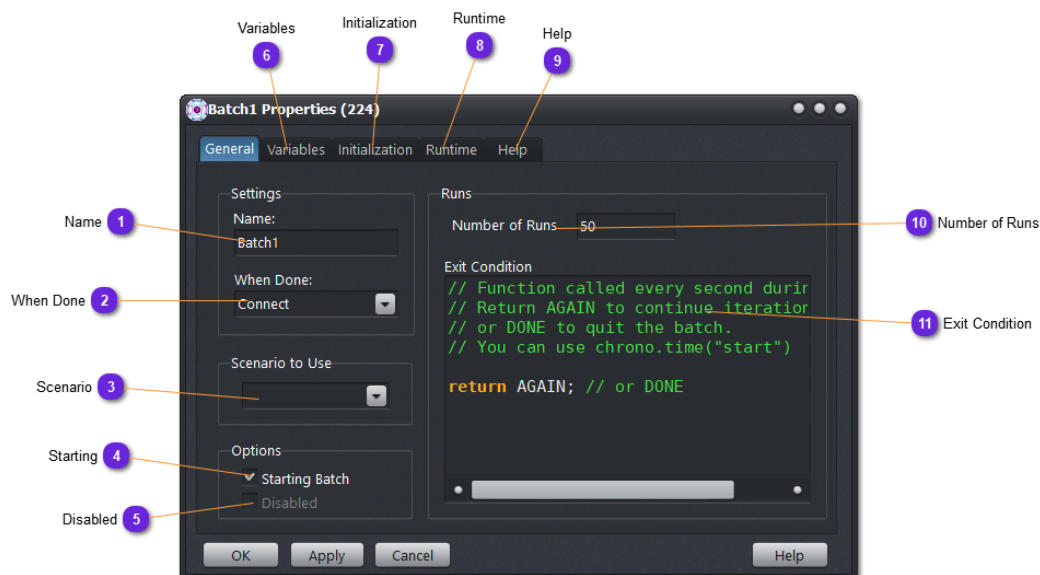 Variables
6
Initialization
7
Runtime
8
Help
9
Batch1 Properties (224)
General Variables Initialization Runtime Help
Settings
Name:
Batch1
Name 1
When Done:
Connect
When Done 2
Scenario to Use
Scenario 3
Options
Starting Batch
Starting 4
Disabled
Disabled 5
Runs
Number of Runs 50
10 Number of Runs
Exit Condition
// Function called every second durin
// Return AGAIN to continue iteration
// or DONE to quit the batch.
// You can use chrono.time("start")
return AGAIN; // or DONE
11 Exit Condition
OK Apply Cancel Help